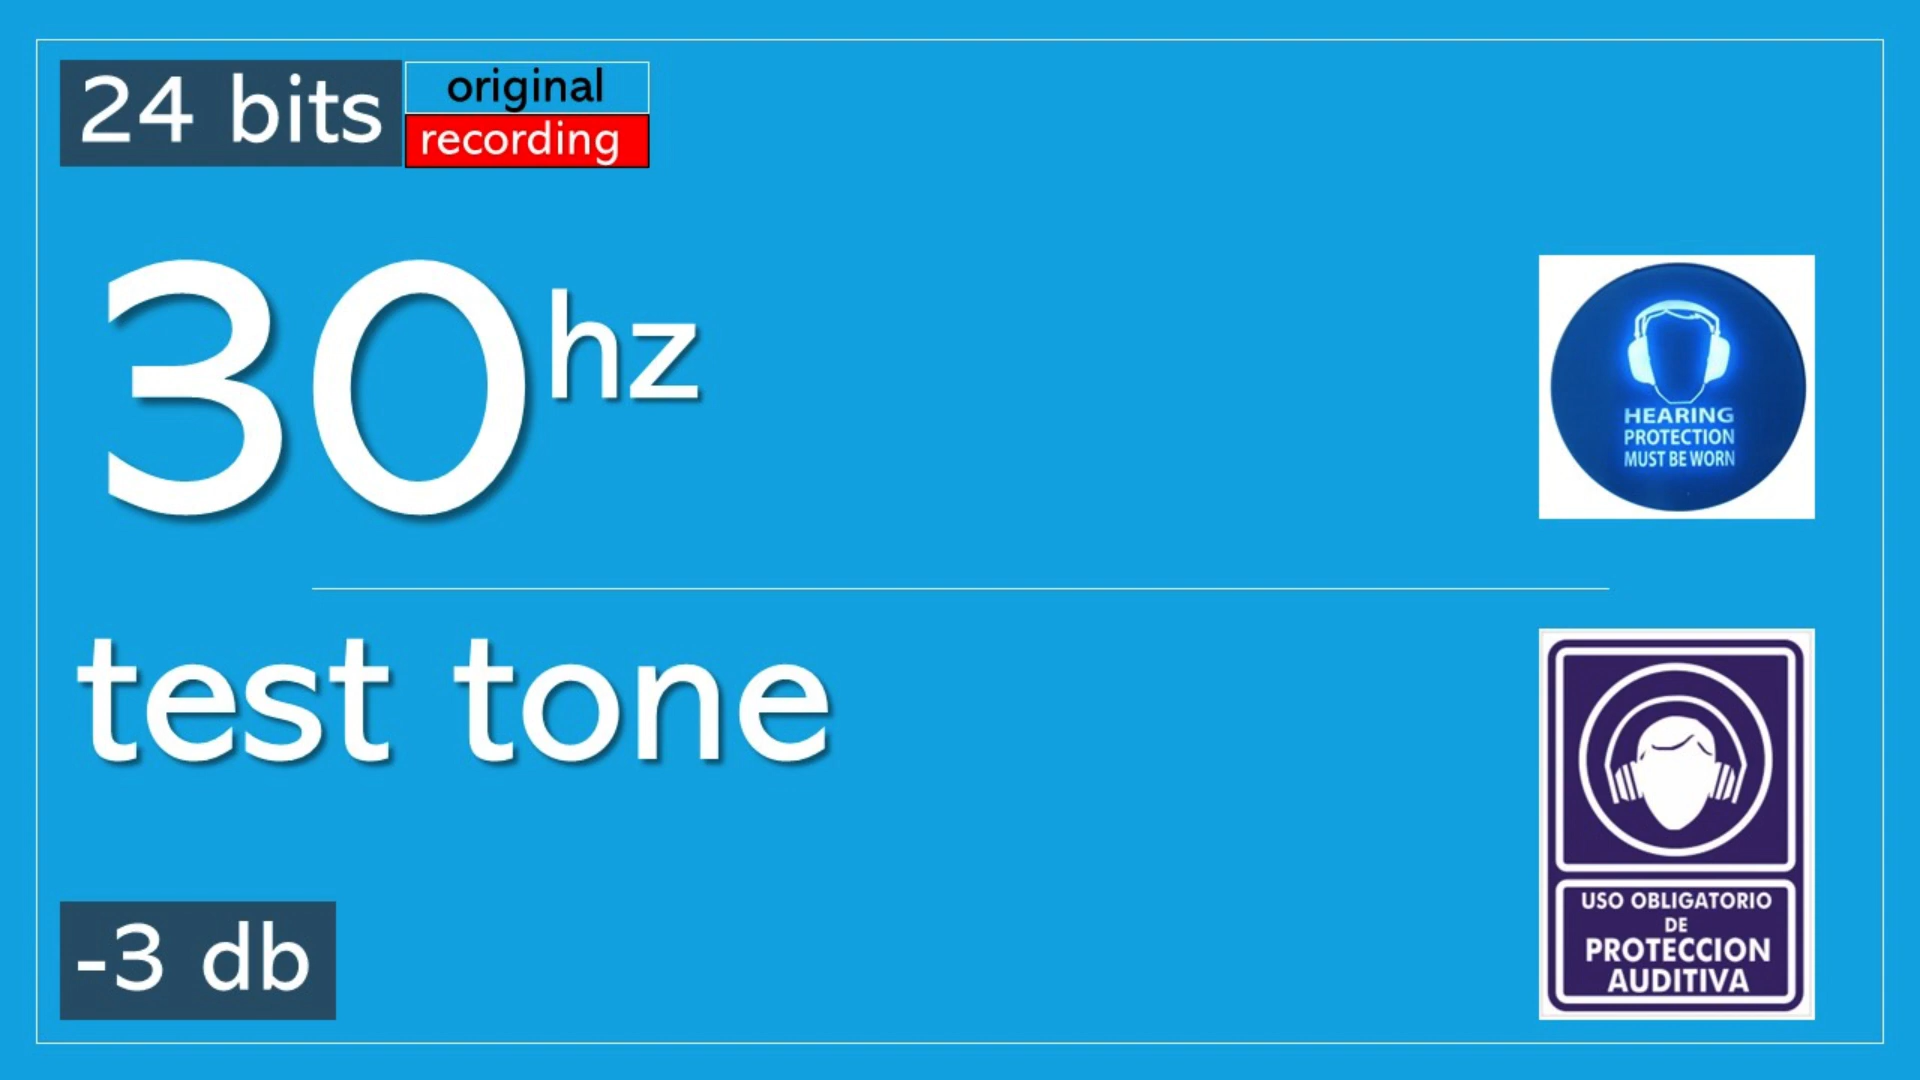 24 bits
original
recording
30hz
HEARING
PROTECTION
MUST BE WORN
test tone
USO OBLIGATORIO
DE
PROTECCION
AUDITIVA
-3 db